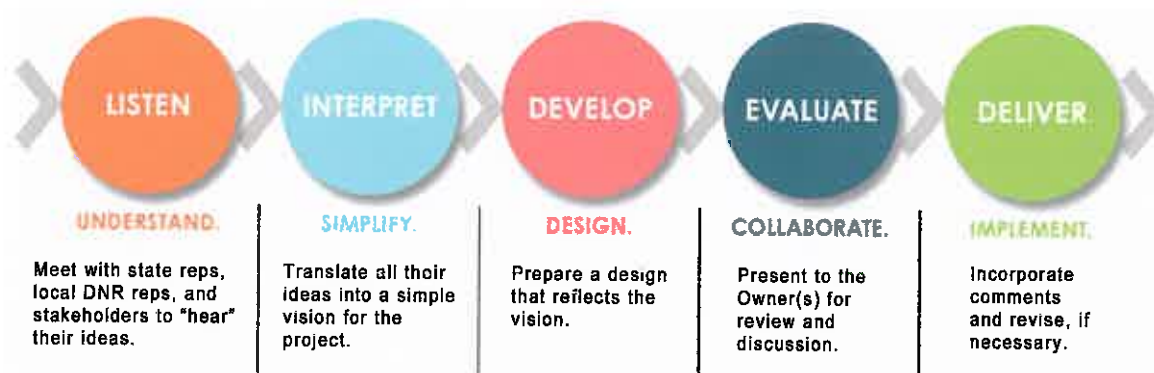 LISTEN
INTERPRET
DEVELOP
EVALUATE
DELIVER
UNDERSTAND.
SIMPLIFY.
DESIGN.
COLLABORATE.
IMPLEMENT.
Meet with state reps,
local DNR reps, and
stakeholders to "hear"
their ideas.
Translate all thoir
ideas into a simple
vision for the
project.
Prepare a design
that reflects the
vision.
Present to the
Owner(s) for
review and
discussion.
Incorporate
comments
and revise, if
necessary.